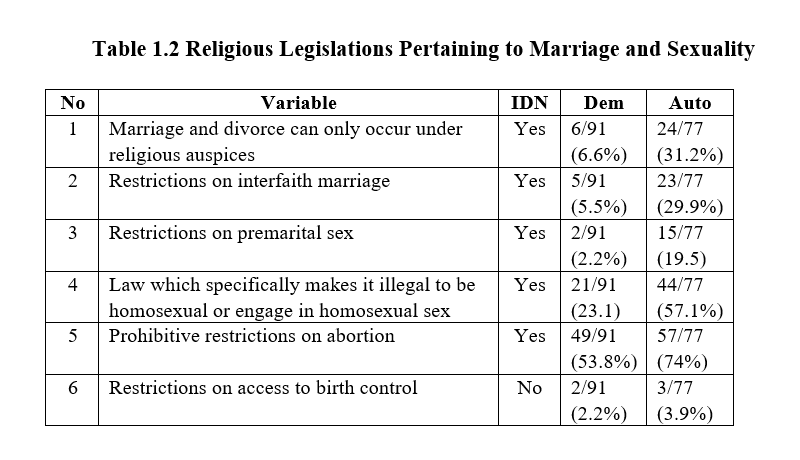 Table 1.2 Religious Legislations Pertaining to Marriage and Sexuality
No Variable IDN Dem Auto
1 Marriage and divorce can only occur under Yes 6/91 24/77
religious auspices (6.6%) (31.2%)
2 Restrictions on interfaith marriage Yes 5/91 23/77
(5.5%) (29.9%)
3 Restrictions on premarital sex Yes 2/91 15/77
(2.2%) (19.5)
4 Law which specifically makes it illegal to be Yes 21/91 44/77
homosexual or engage in homosexual sex (23.1) (57.1%)
5 Prohibitive restrictions on abortion Yes 49/91 57/77
(53.8%) (74%)
6 Restrictions on access to birth control No 2/91 3/77
(2.2%) (3.9%)